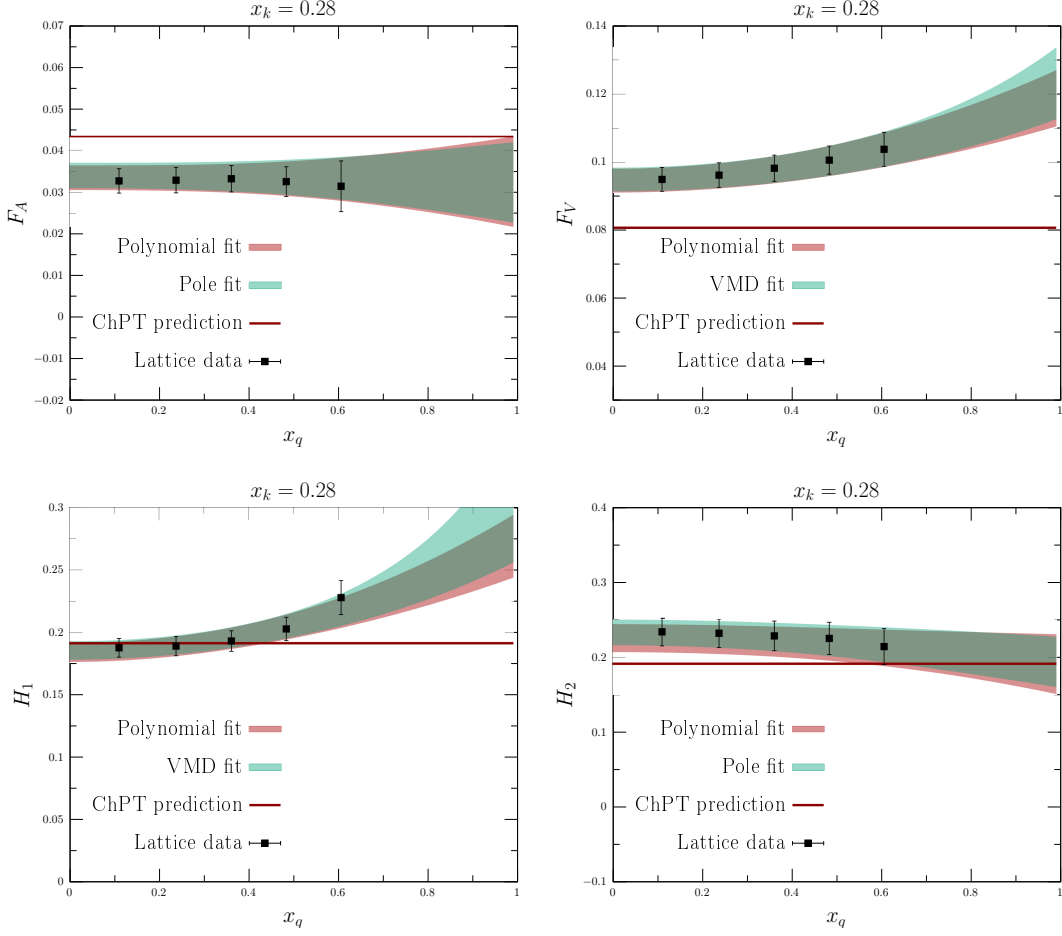 x_k = 0.28
0.07
0.06
0.05
0.04
0.03
0.02
0.01
0
−0.01
−0.02
F_A
Polynomial fit
Pole fit
ChPT prediction
Lattice data
0 0.2 0.4 0.6 0.8 1
x_q
x_k = 0.28
0.14
0.12
0.1
0.08
0.06
0.04
F_V
Polynomial fit
VMD fit
ChPT prediction
Lattice data
0 0.2 0.4 0.6 0.8 1
x_q
x_k = 0.28
0.3
0.25
0.2
0.15
0.1
0.05
0
H_1
Polynomial fit
VMD fit
ChPT prediction
Lattice data
0 0.2 0.4 0.6 0.8 1
x_q
x_k = 0.28
0.4
0.3
0.2
0.1
0
−0.1
H_2
Polynomial fit
Pole fit
ChPT prediction
Lattice data
0 0.2 0.4 0.6 0.8 1
x_q